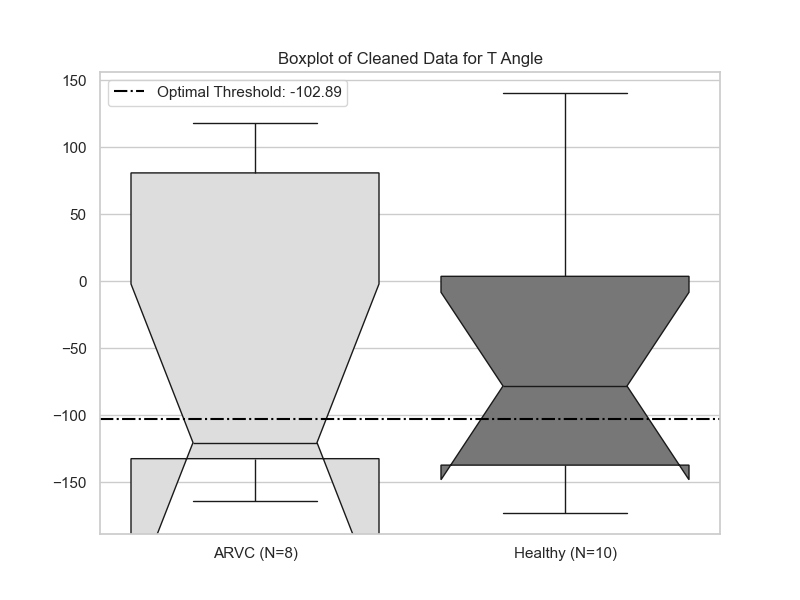 Boxplot of Cleaned Data for T Angle
Optimal Threshold: -102.89
150
100
50
0
−50
−100
−150
ARVC (N=8)
Healthy (N=10)